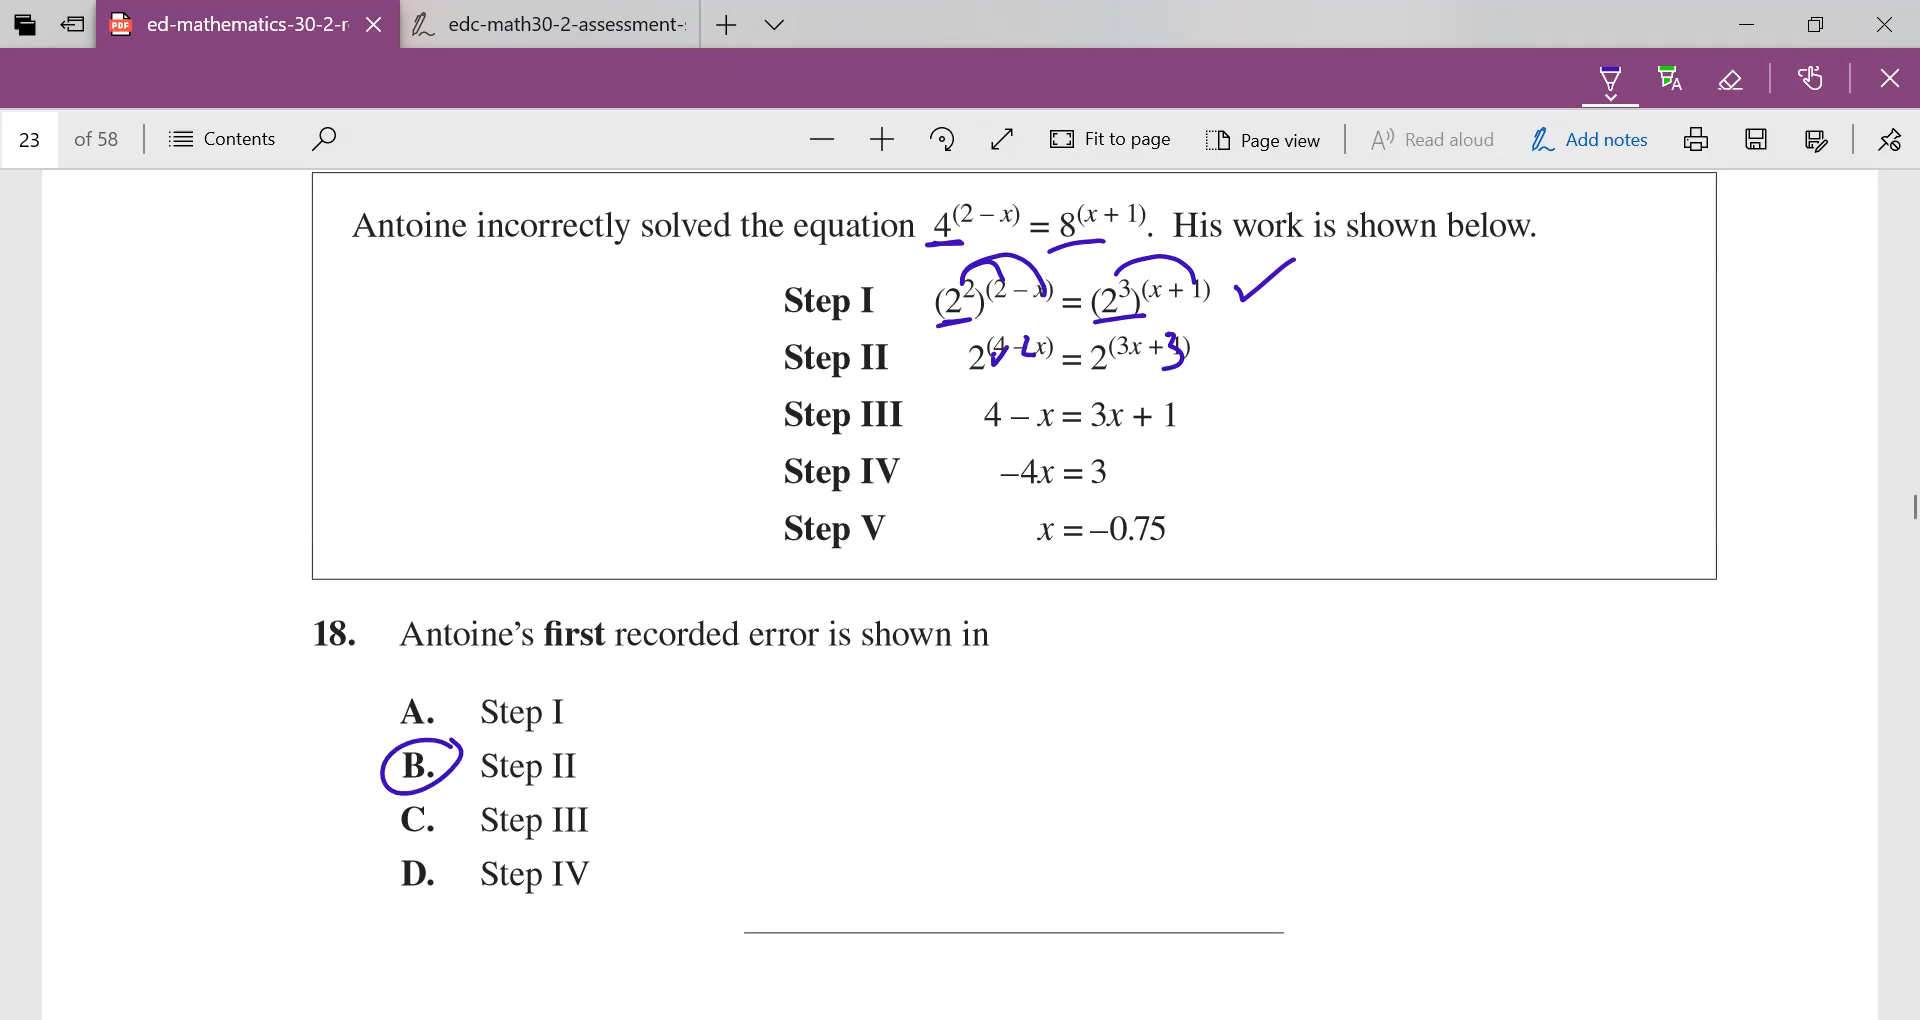 ed-mathematics-30-2-r
edc-math30-2-assessment-
23 of 58 Contents Fit to page Page view Read aloud Add notes
Antoine incorrectly solved the equation 4^(2 – x) = 8^(x + 1). His work is shown below.
Step I (2^2)^(2 – x) = (2^3)^(x + 1)
Step II 2^(4 – x) = 2^(3x + 1)
2 3
Step III 4 – x = 3x + 1
Step IV –4x = 3
Step V x = –0.75
18. Antoine’s first recorded error is shown in
A. Step I
B. Step II
C. Step III
D. Step IV